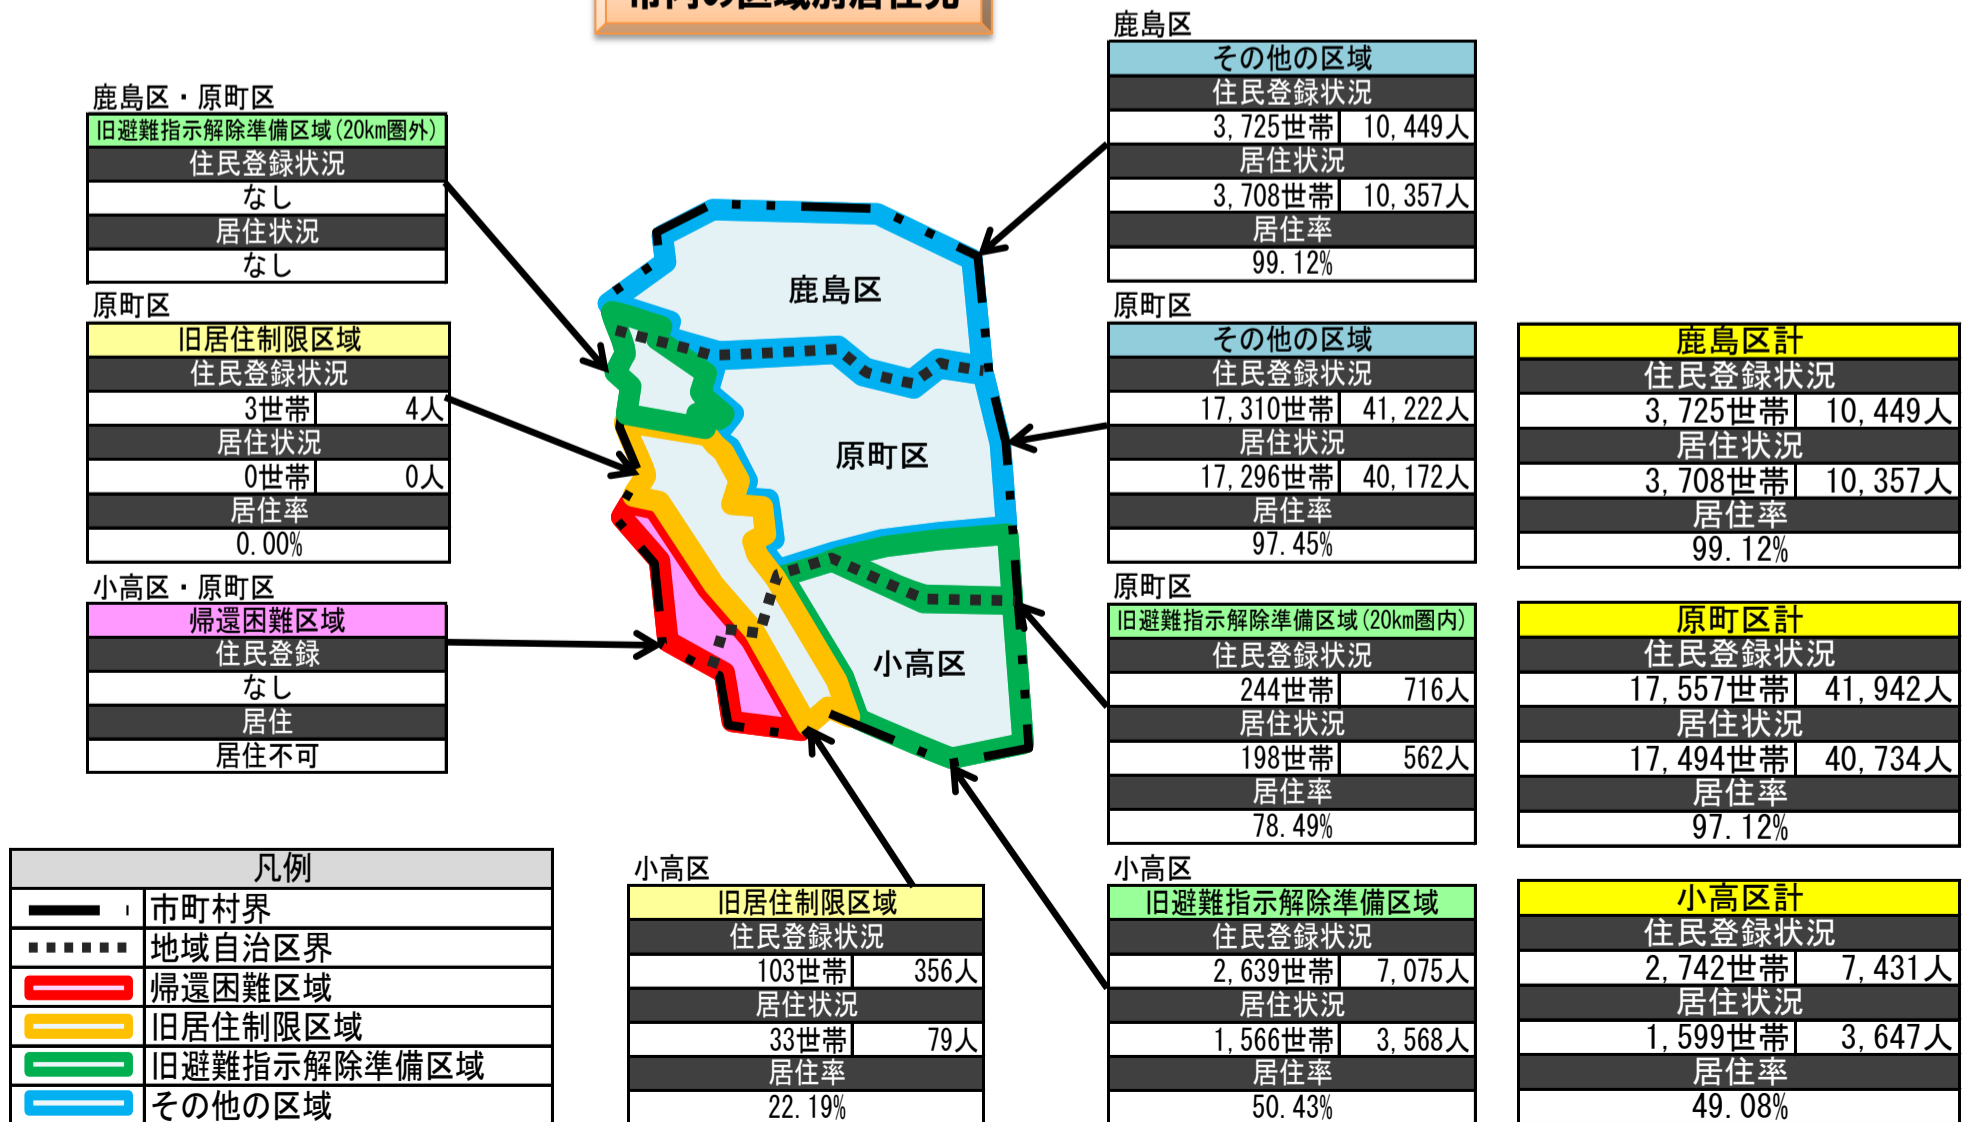 市内の区域別居住先
鹿島区・原町区
旧避難指示解除準備区域(20km圏外)
住民登録状況
なし
居住状況
なし
原町区
旧居住制限区域
住民登録状況
3世帯 4人
居住状況
0世帯 0人
居住率
0.00%
小高区・原町区
帰還困難区域
住民登録
なし
居住
居住不可
凡例
市町村界
地域自治区界
帰還困難区域
旧居住制限区域
旧避難指示解除準備区域
その他の区域
鹿島区
原町区
小高区
小高区
旧居住制限区域
住民登録状況
103世帯 356人
居住状況
33世帯 79人
居住率
22.19%
鹿島区
その他の区域
住民登録状況
3,725世帯 10,449人
居住状況
3,708世帯 10,357人
居住率
99.12%
原町区
その他の区域
住民登録状況
17,310世帯 41,222人
居住状況
17,296世帯 40,172人
居住率
97.45%
原町区
旧避難指示解除準備区域(20km圏内)
住民登録状況
244世帯 716人
居住状況
198世帯 562人
居住率
78.49%
小高区
旧避難指示解除準備区域
住民登録状況
2,639世帯 7,075人
居住状況
1,566世帯 3,568人
居住率
50.43%
鹿島区計
住民登録状況
3,725世帯 10,449人
居住状況
3,708世帯 10,357人
居住率
99.12%
原町区計
住民登録状況
17,557世帯 41,942人
居住状況
17,494世帯 40,734人
居住率
97.12%
小高区計
住民登録状況
2,742世帯 7,431人
居住状況
1,599世帯 3,647人
居住率
49.08%